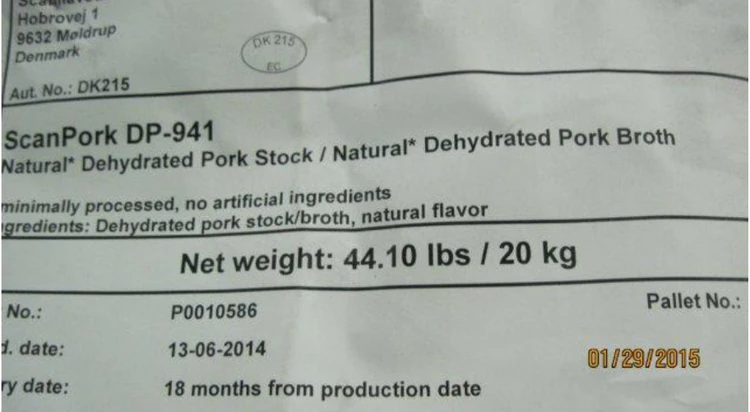 Hobrovej 1
9632 Møldrup
Denmark
DK 215
EC
Aut. No.: DK215
ScanPork DP-941
Natural* Dehydrated Pork Stock / Natural* Dehydrated Pork Broth
minimally processed, no artificial ingredients
gredients: Dehydrated pork stock/broth, natural flavor
Net weight: 44.10 lbs / 20 kg
No.: P0010586 Pallet No.:
d. date: 13-06-2014
ry date: 18 months from production date
01/29/2015